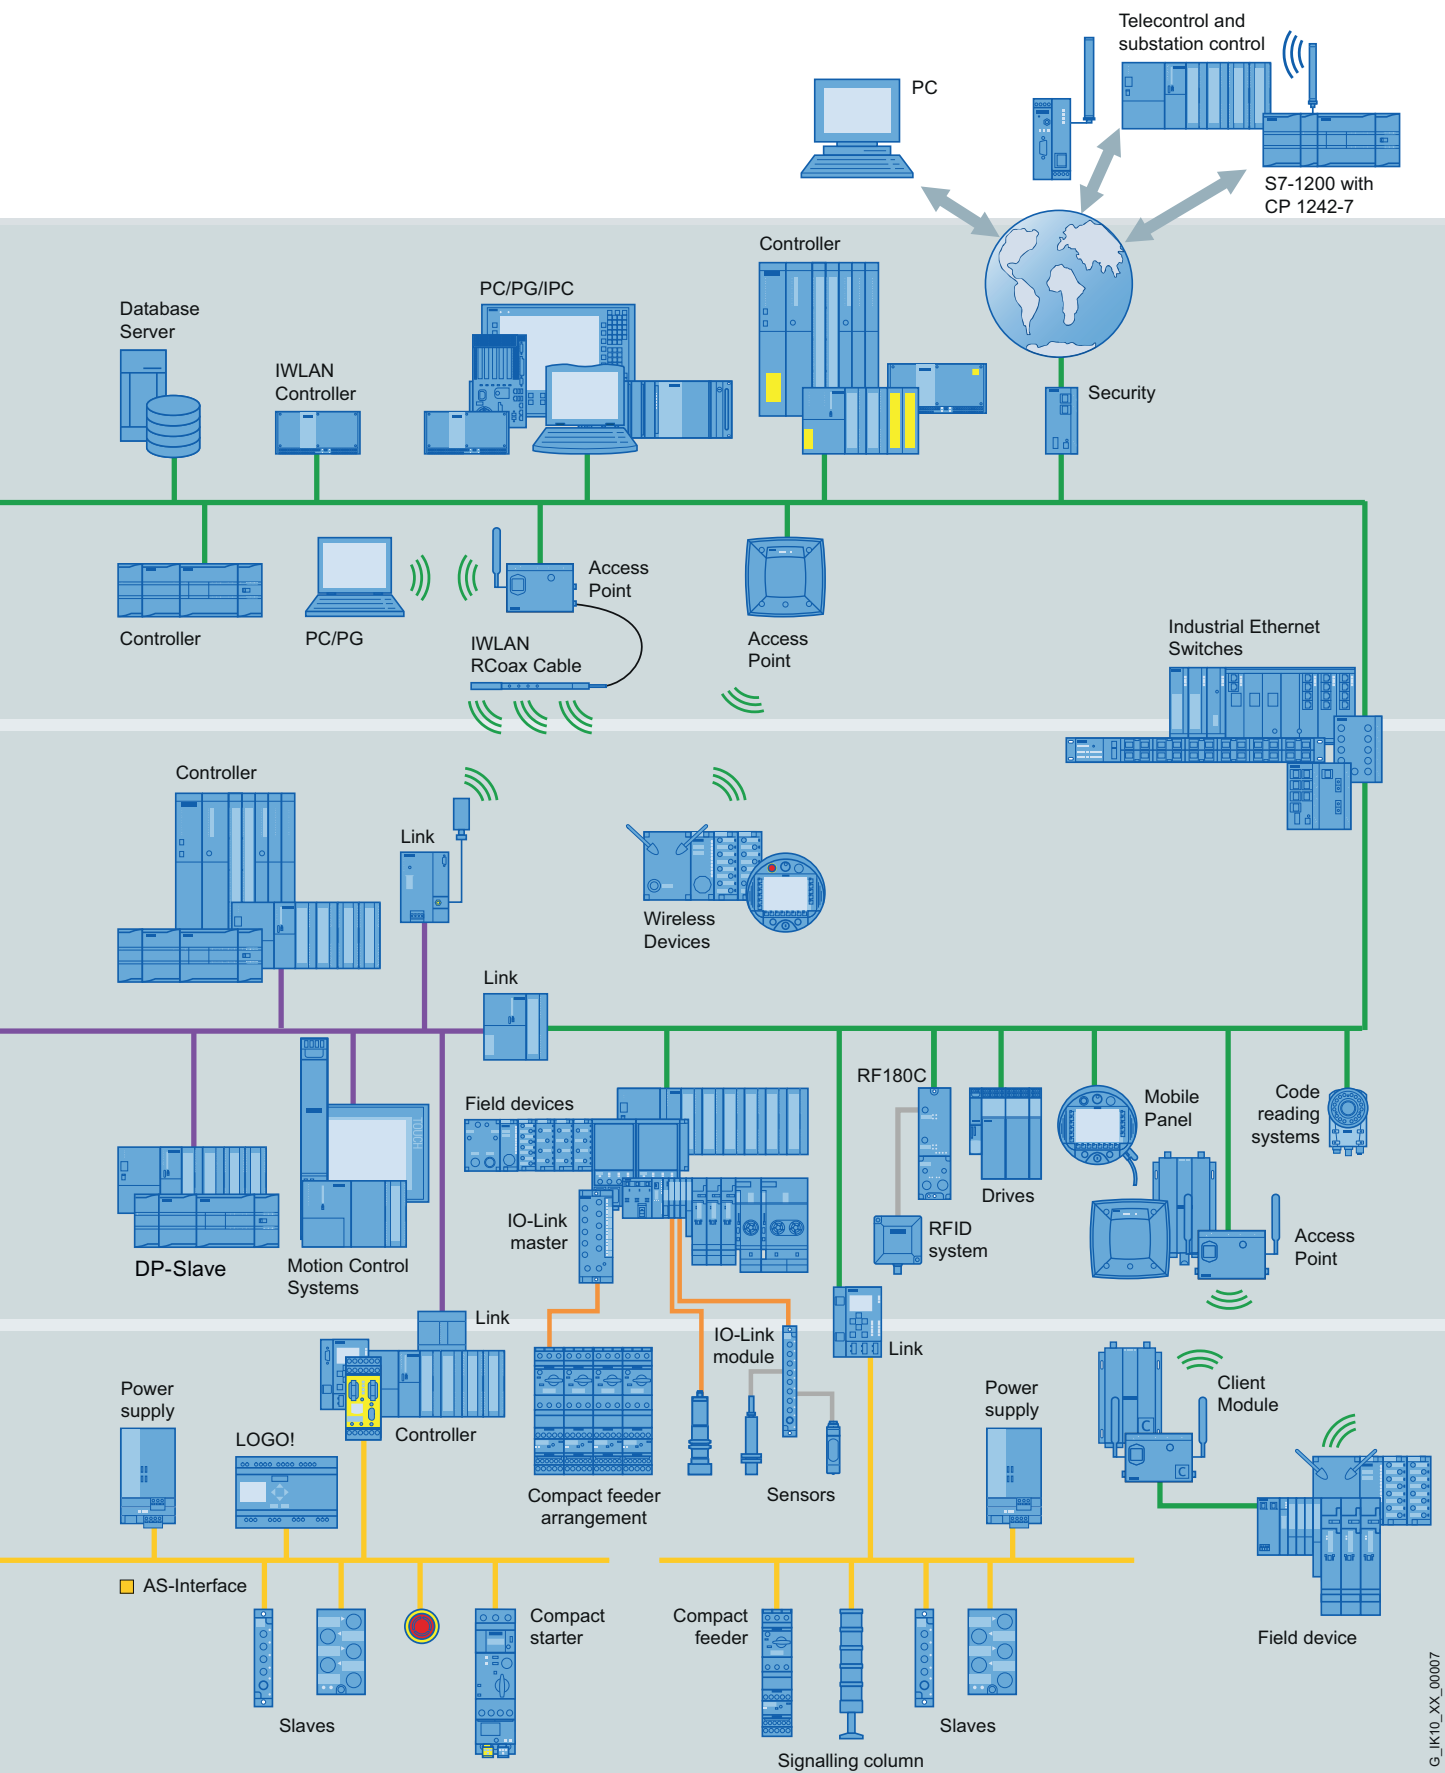 Telecontrol and
substation control
PC
S7-1200 with
CP 1242-7
Controller
PC/PG/IPC
Database
Server
IWLAN
Controller
Security
Access
Point
Controller
PC/PG
IWLAN
RCoax Cable
Access
Point
Industrial Ethernet
Switches
Controller
Link
Wireless
Devices
Link
RF180C
Field devices
Mobile
Panel
Code
reading
systems
TOUCH
Drives
IO-Link
master
RFID
system
Access
Point
DP-Slave
Motion Control
Systems
Link
IO-Link
module
Link
Power
supply
Power
supply
Client
Module
LOGO!
Controller
C
C
Compact feeder
arrangement
Sensors
AS-Interface
Compact
starter
Compact
feeder
Field device
Slaves
Slaves
Signalling column
G_IK10_XX_00007